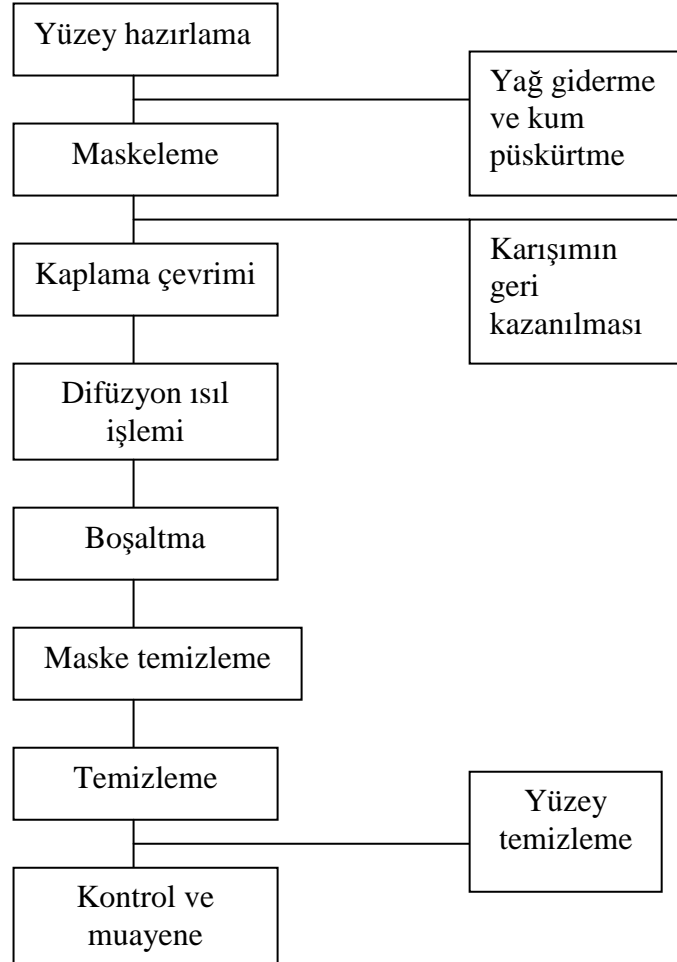 Yüzey hazırlama
Yağ giderme
ve kum
püskürtme
Maskeleme
Karışımın
geri
kazanılması
Kaplama çevrimi
Difüzyon ısıl
işlemi
Boşaltma
Maske temizleme
Temizleme
Yüzey
temizleme
Kontrol ve
muayene